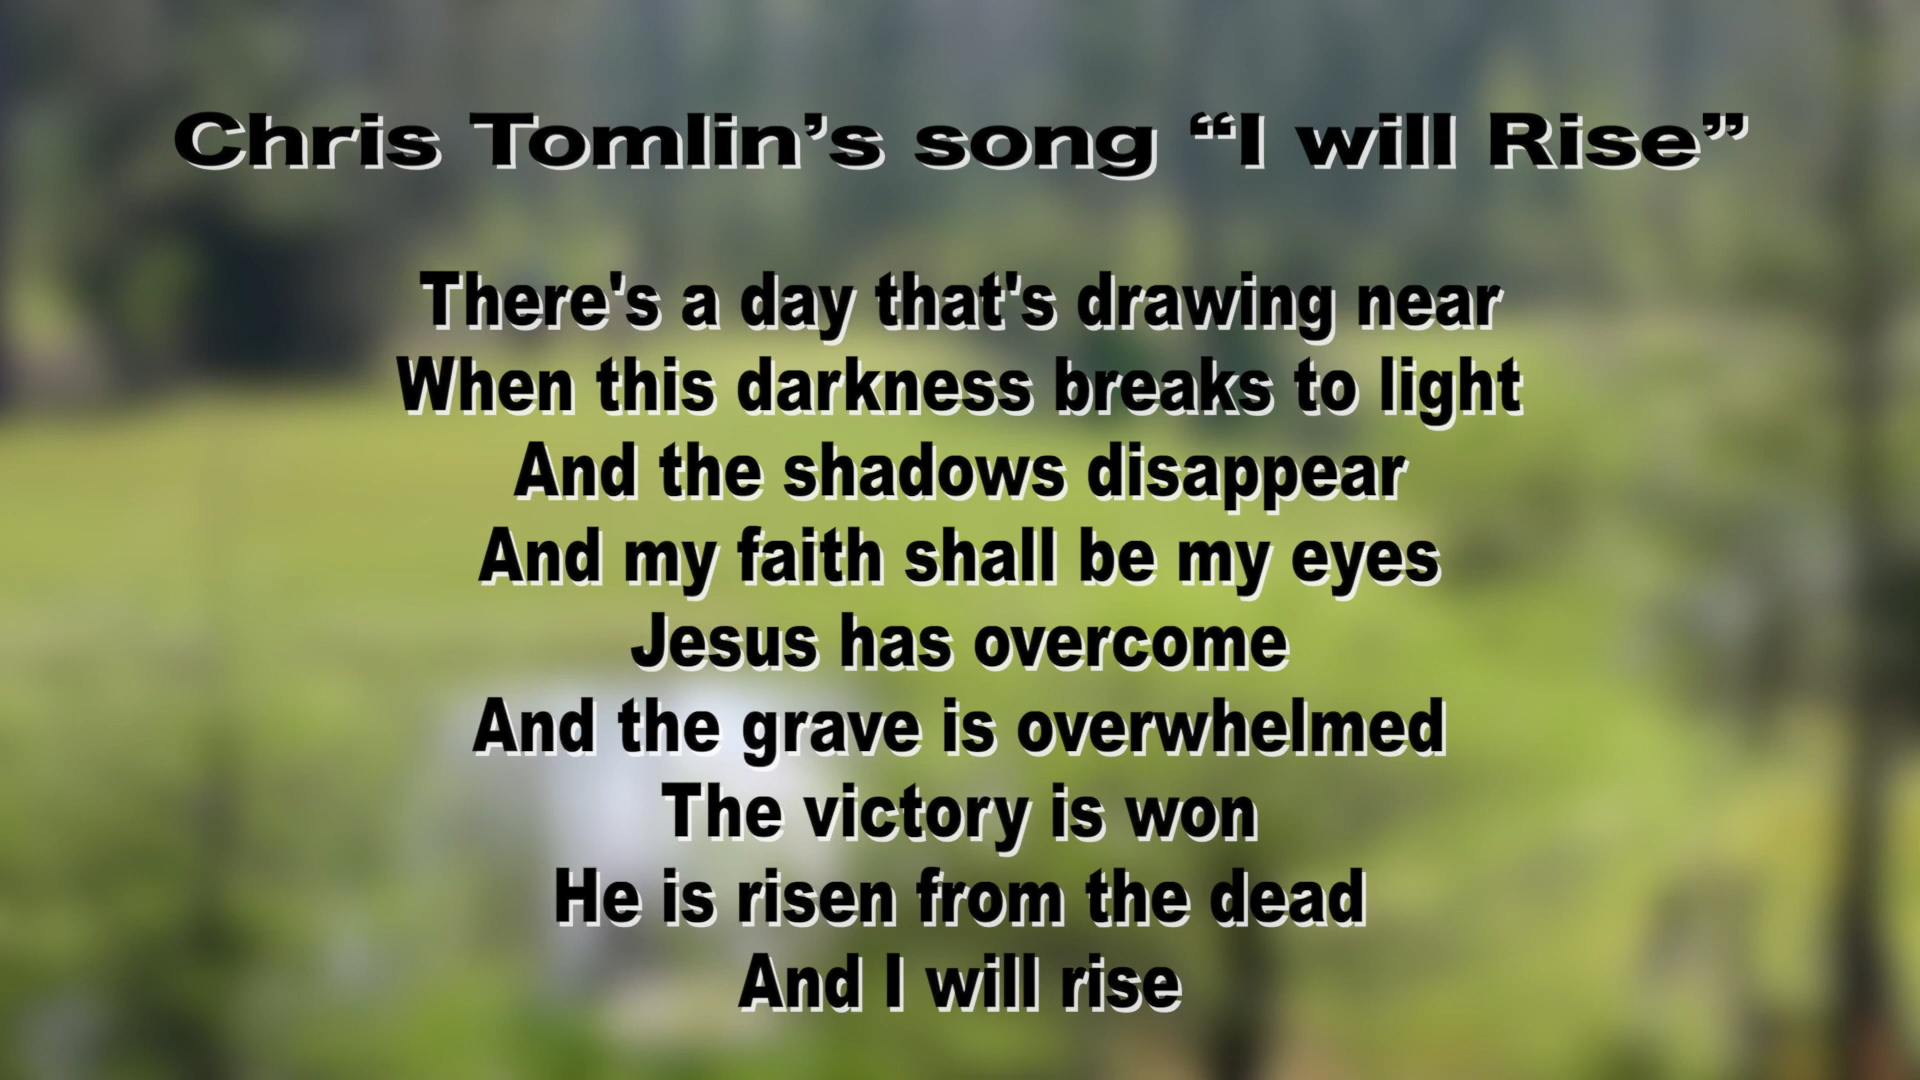 Chris Tomlin’s song “I will Rise”
There's a day that's drawing near
When this darkness breaks to light
And the shadows disappear
And my faith shall be my eyes
Jesus has overcome
And the grave is overwhelmed
The victory is won
He is risen from the dead
And I will rise